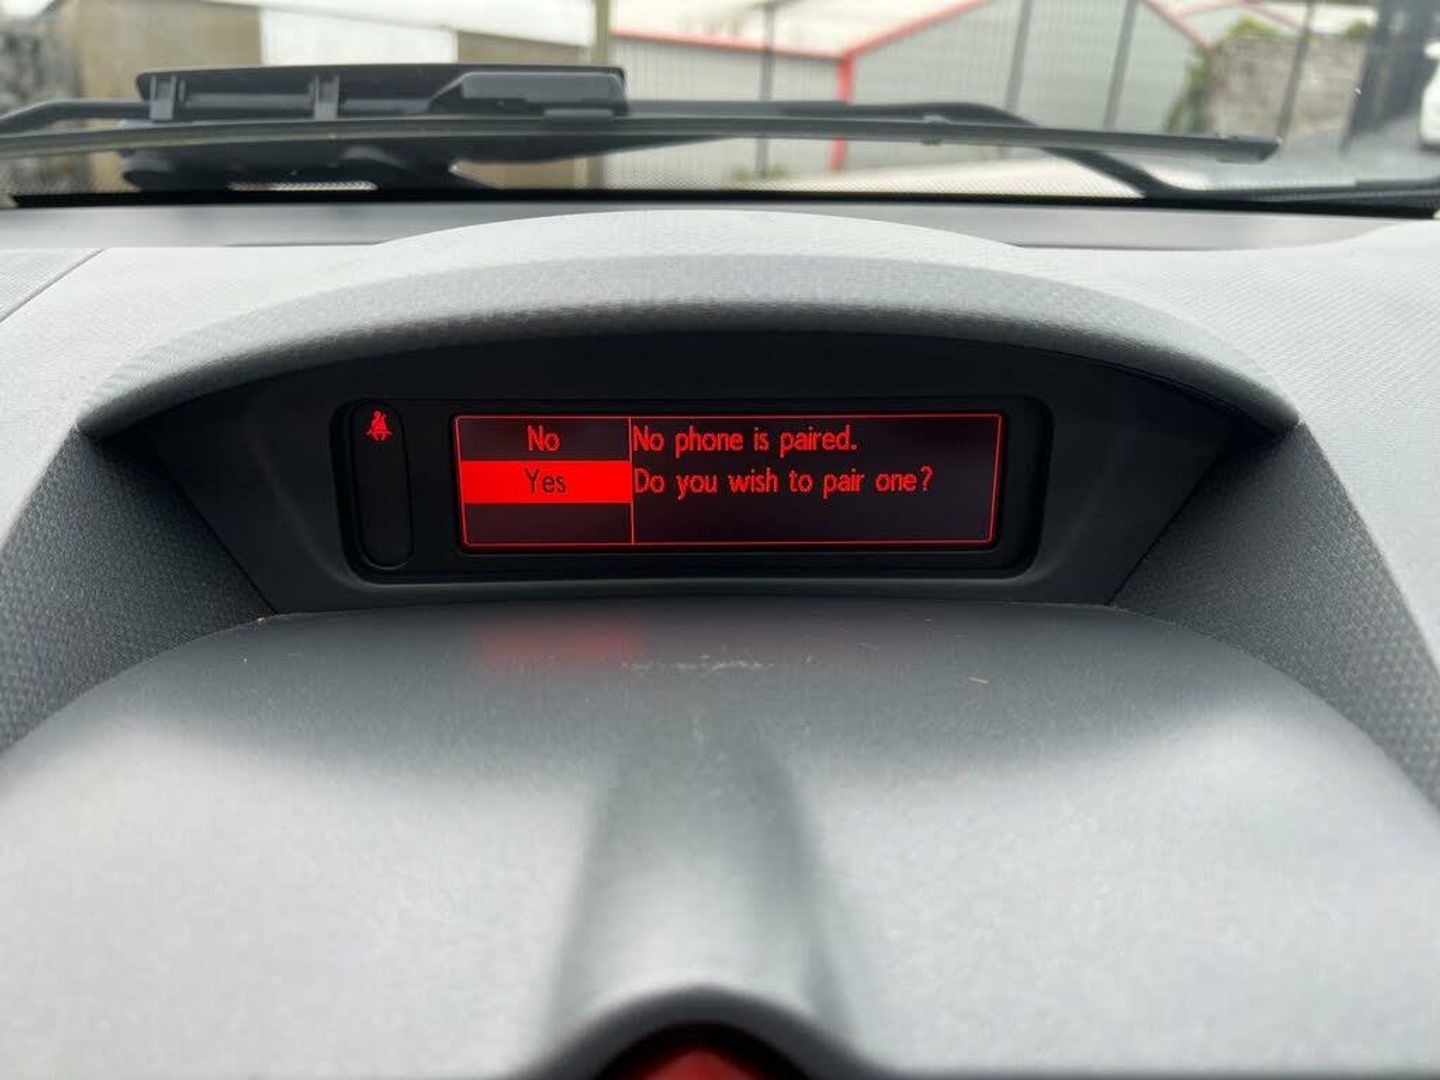 No
Yes
No phone is paired.
Do you wish to pair one?